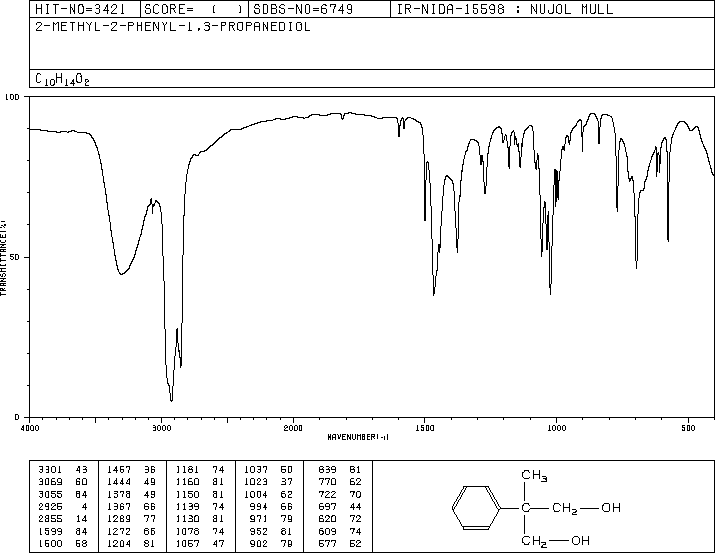 HIT-NO=3421 SCORE= ( ) SDBS-NO=6749 IR-NIDA-15598 : NUJOL MULL
2-METHYL-2-PHENYL-1,3-PROPANEDIOL
C10H14O2
100
50
0
TRANSMITTANCE(%)
4000 3000 2000 1500 1000 500
WAVENUMBER(-1)
3301 43 1467 36 1181 74 1037 50 839 81
3069 60 1444 49 1160 81 1023 37 770 62
3055 64 1378 49 1150 81 1004 62 722 70
2925 4 1367 66 1139 74 994 66 697 44
2855 14 1289 77 1130 81 971 79 620 72
1599 84 1272 66 1078 74 952 81 609 74
1500 58 1204 81 1057 47 902 79 577 52
CH3
C CH2 OH
CH2 OH